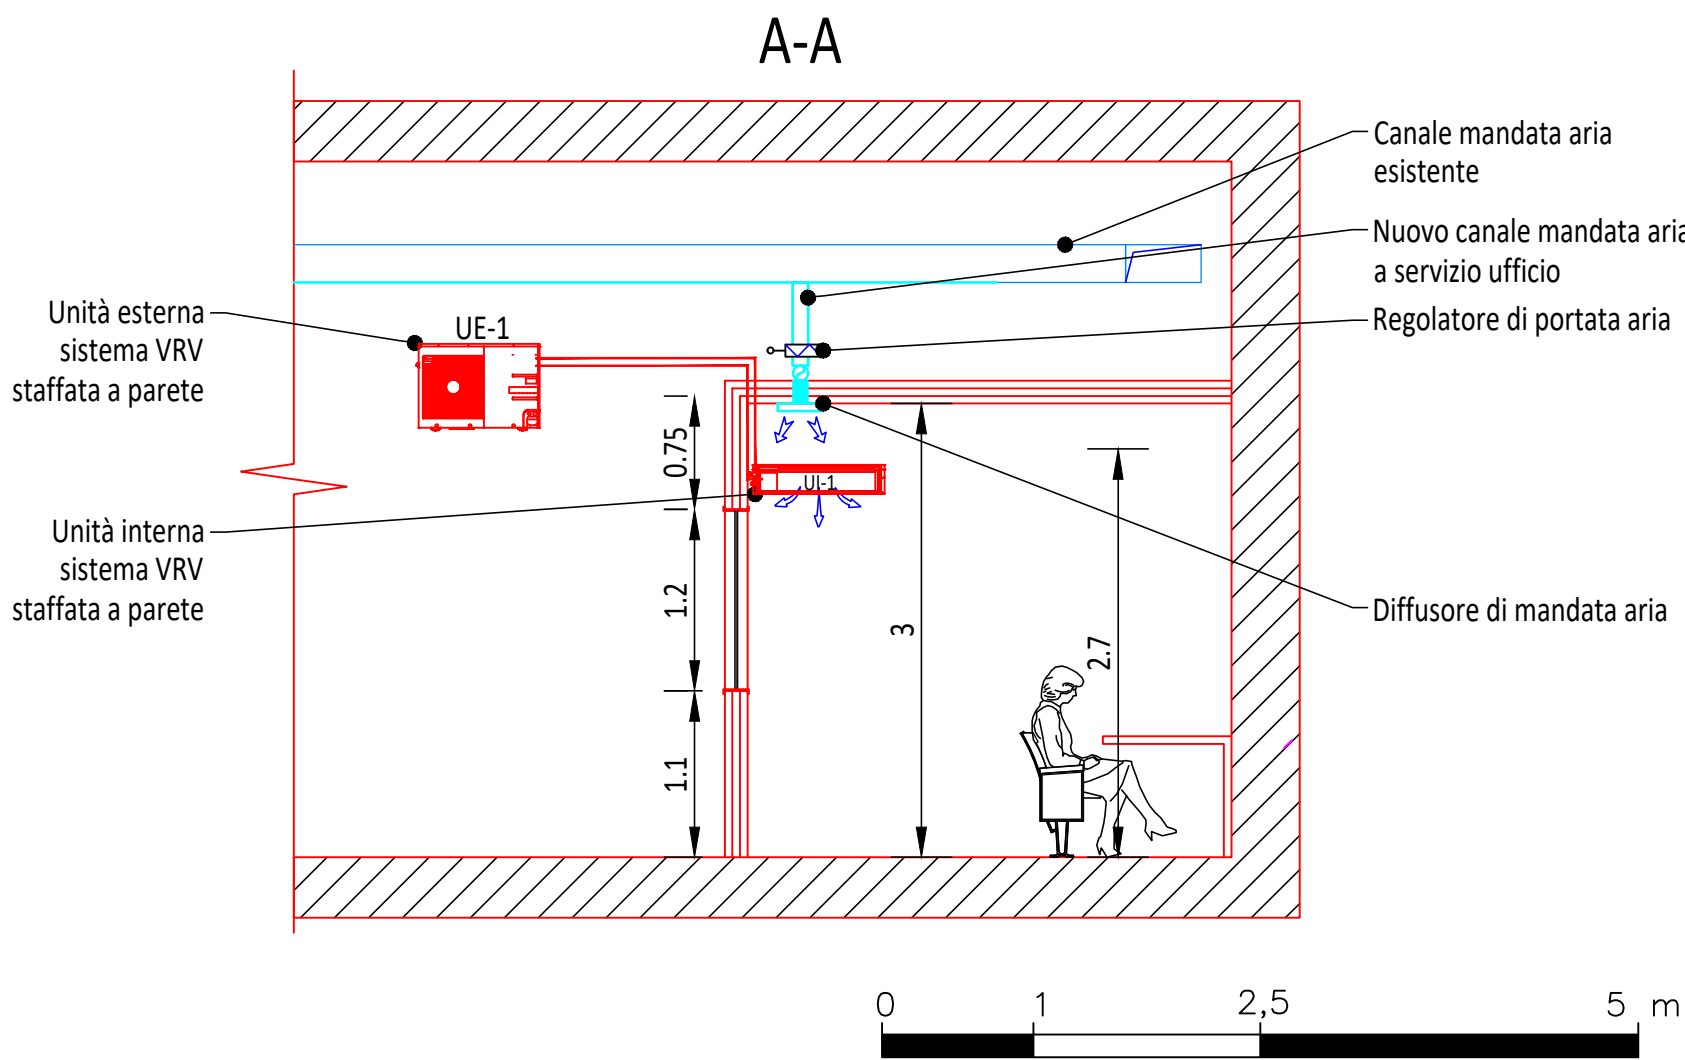 A-A
Canale mandata aria
esistente
Nuovo canale mandata aria
a servizio ufficio
Regolatore di portata aria
Unità esterna
sistema VRV
staffata a parete
UE-1
0.75
UI-1
Unità interna
sistema VRV
staffata a parete
1.2
3
2.7
Diffusore di mandata aria
1.1
0 1 2,5 5 m